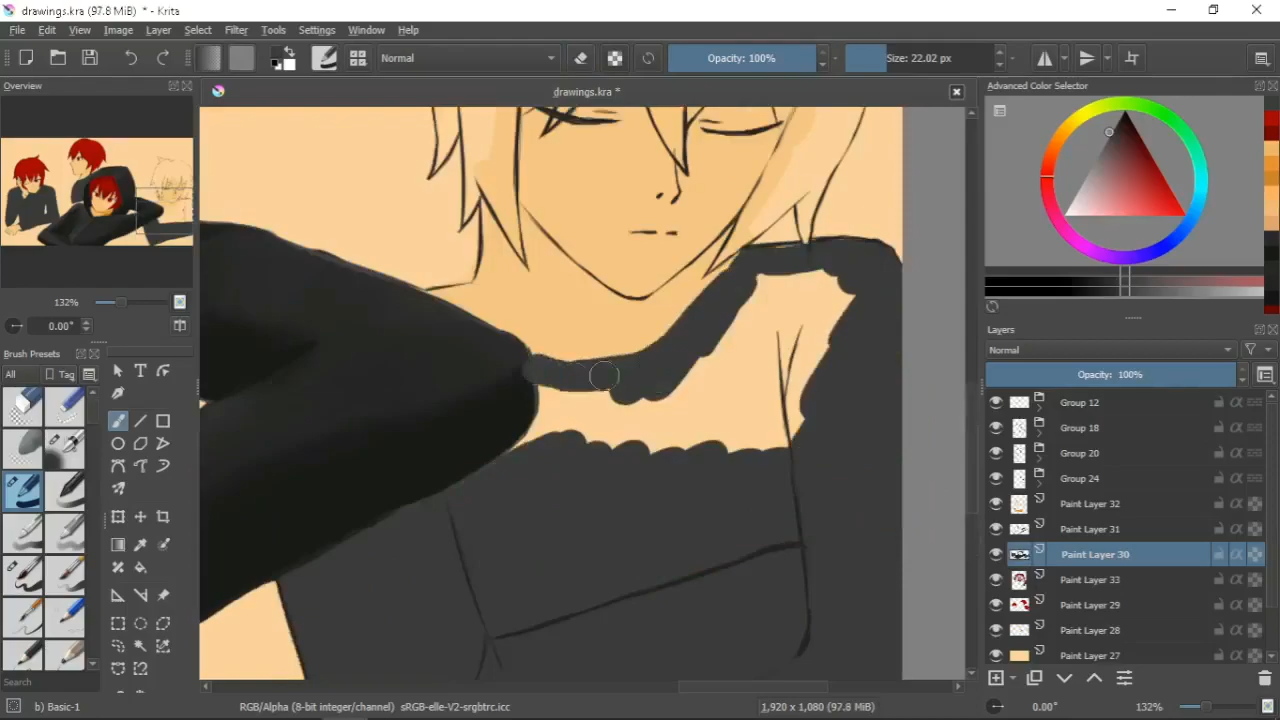 drawings.kra (97.8 MiB) * - Krita
File Edit View Image Layer Select Filter Tools Settings Window Help
Normal
Opacity: 100%
Size: 22.02 px
Overview
drawings.kra *
Advanced Color Selector
132%
0.00°
Brush Presets
All
Tag
Search
Layers
Normal
Opacity: 100%
Group 12
Group 18
Group 20
Group 24
Paint Layer 32
Paint Layer 31
Paint Layer 30
Paint Layer 33
Paint Layer 29
Paint Layer 28
Paint Layer 27
b) Basic-1
RGB/Alpha (8-bit integer/channel) sRGB-elle-V2-srgbtrc.icc
1,920 x 1,080 (97.8 MiB)
0.00°
132%